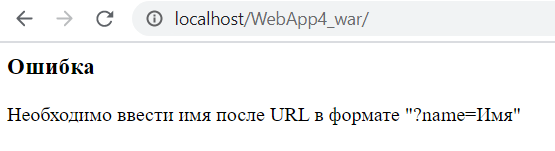 localhost/WebApp4_war/
Ошибка
Необходимо ввести имя после URL в формате "?name=Имя"